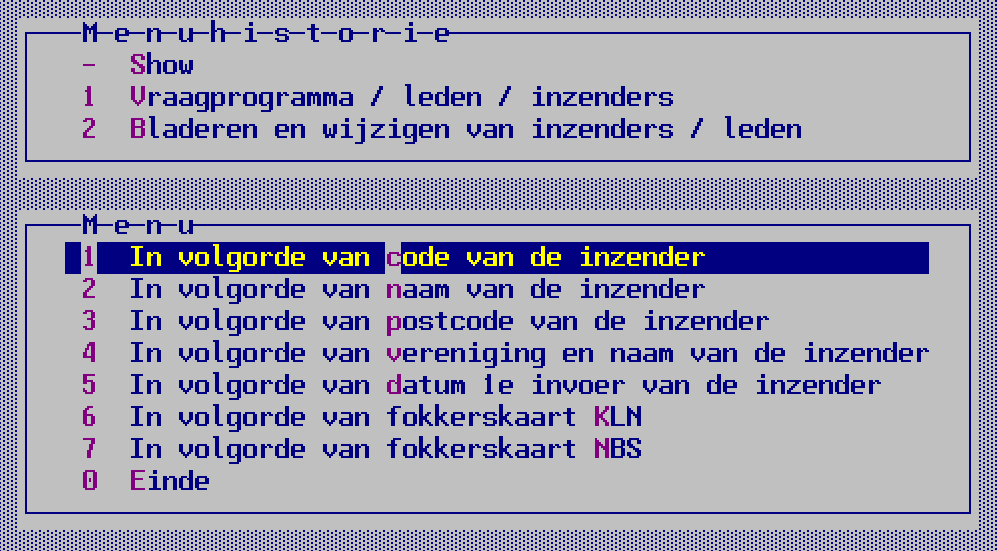 Menuhistorie
- Show
1 Vraagprogramma / leden / inzenders
2 Bladeren en wijzigen van inzenders / leden
Menu
1 In volgorde van code van de inzender
2 In volgorde van naam van de inzender
3 In volgorde van postcode van de inzender
4 In volgorde van vereniging en naam van de inzender
5 In volgorde van datum 1e invoer van de inzender
6 In volgorde van fokkerskaart KLN
7 In volgorde van fokkerskaart NBS
0 Einde